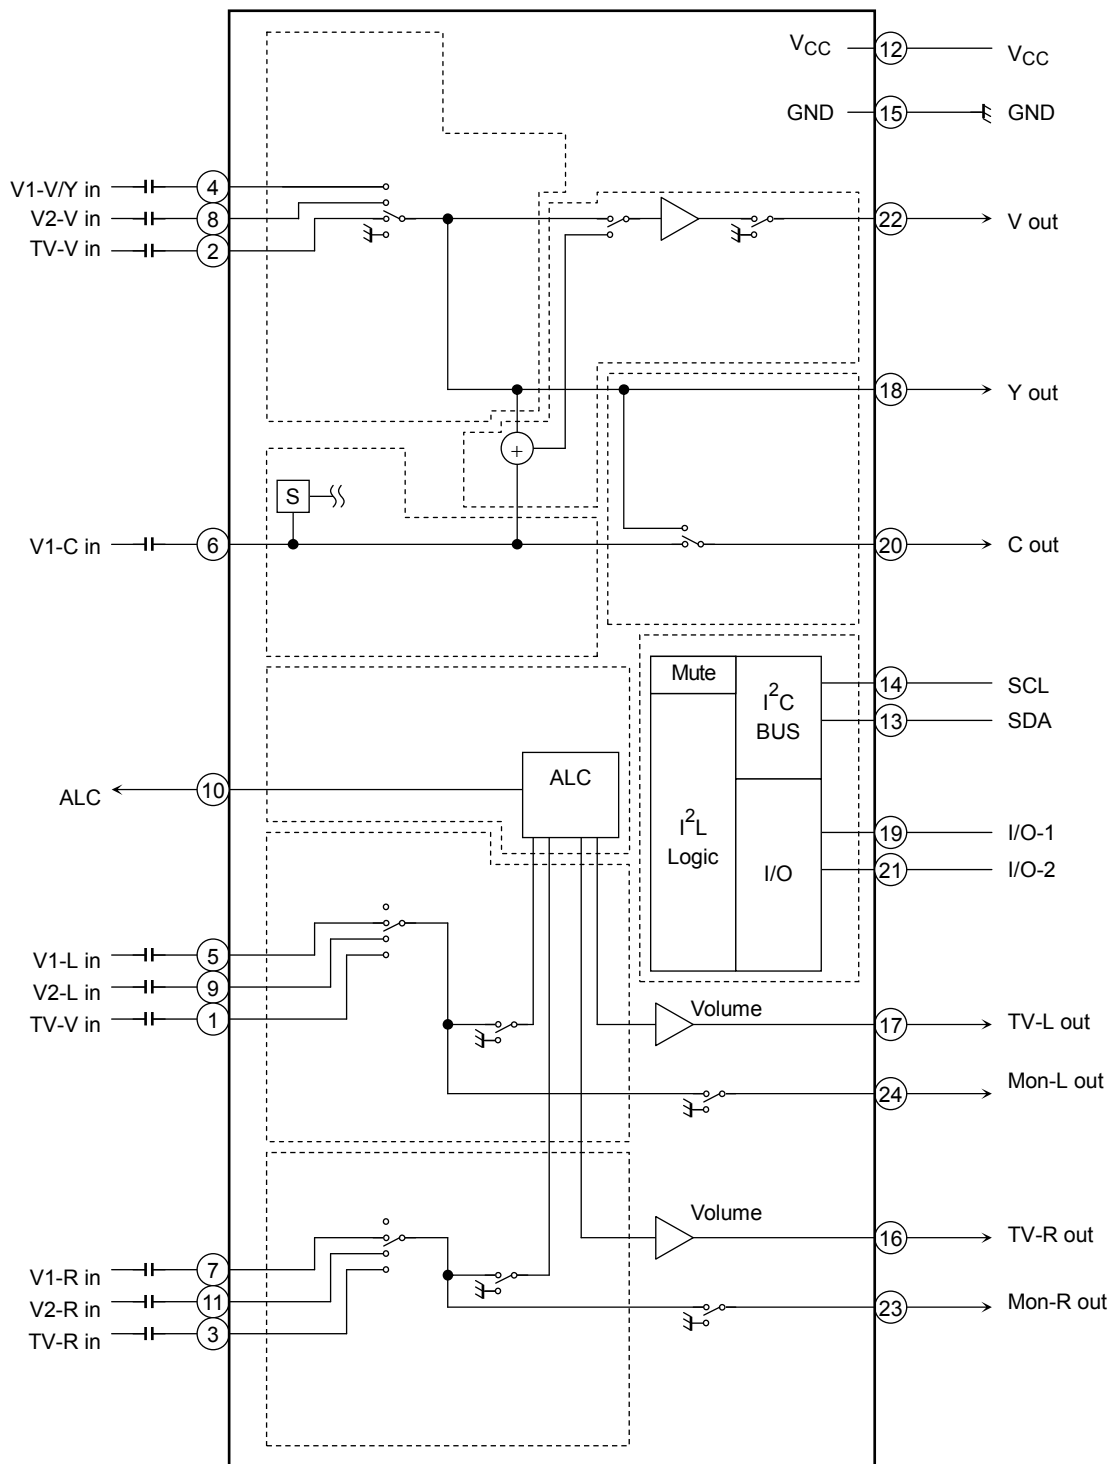 VCC 12 VCC
GND 15 GND
V1-V/Y in 4
V2-V in 8
TV-V in 2
22 V out
18 Y out
+
S
V1-C in 6
20 C out
Mute
I2C
BUS
I2L
Logic
I/O
14 SCL
13 SDA
19 I/O-1
21 I/O-2
ALC 10
ALC
V1-L in 5
V2-L in 9
TV-V in 1
Volume
17 TV-L out
24 Mon-L out
V1-R in 7
V2-R in 11
TV-R in 3
Volume
16 TV-R out
23 Mon-R out